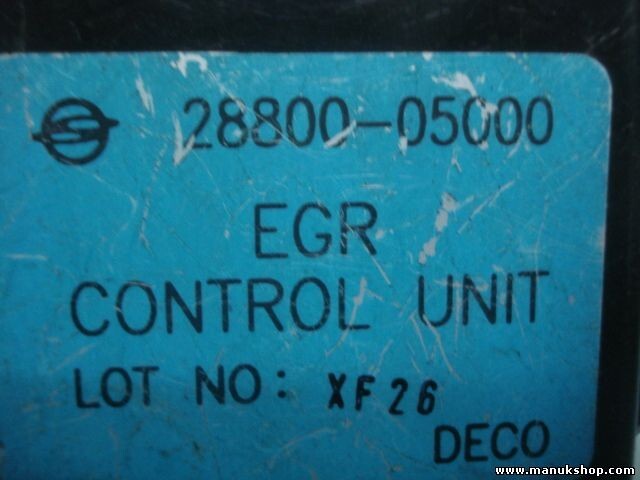 28800-05000
EGR
CONTROL UNIT
LOT NO: XF26
DECO
www.manukshop.com